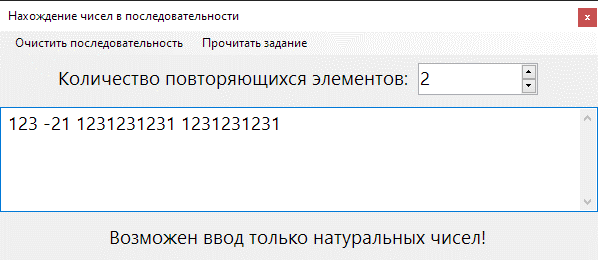 Нахождение чисел в последовательности
Очистить последовательность Прочитать задание
Количество повторяющихся элементов: 2
123 -21 1231231231 1231231231
Возможен ввод только натуральных чисел!